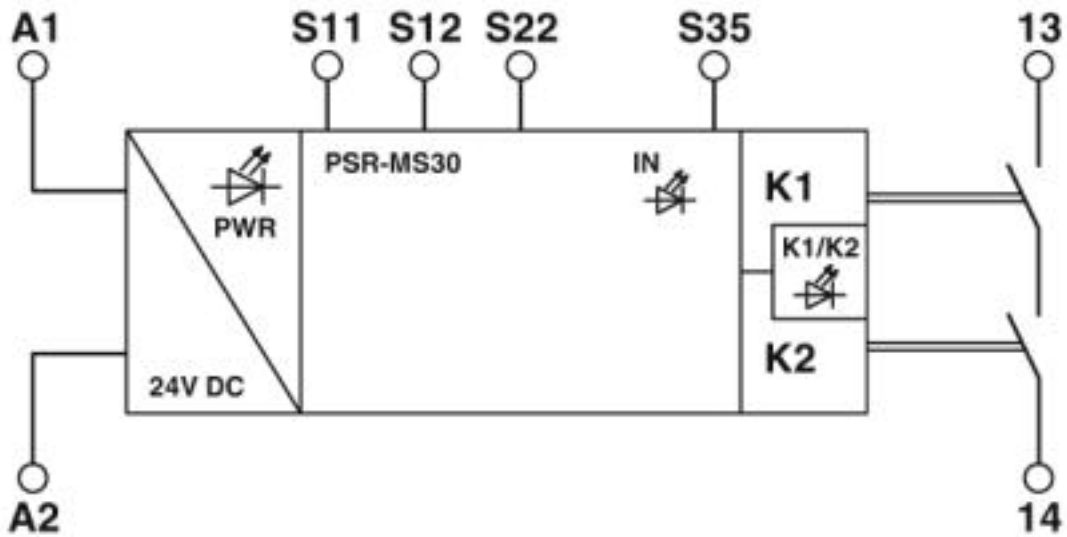 A1 S11 S12 S22 S35 13
PSR-MS30 IN
K1
PWR
K1/K2
K2
24V DC
A2 14